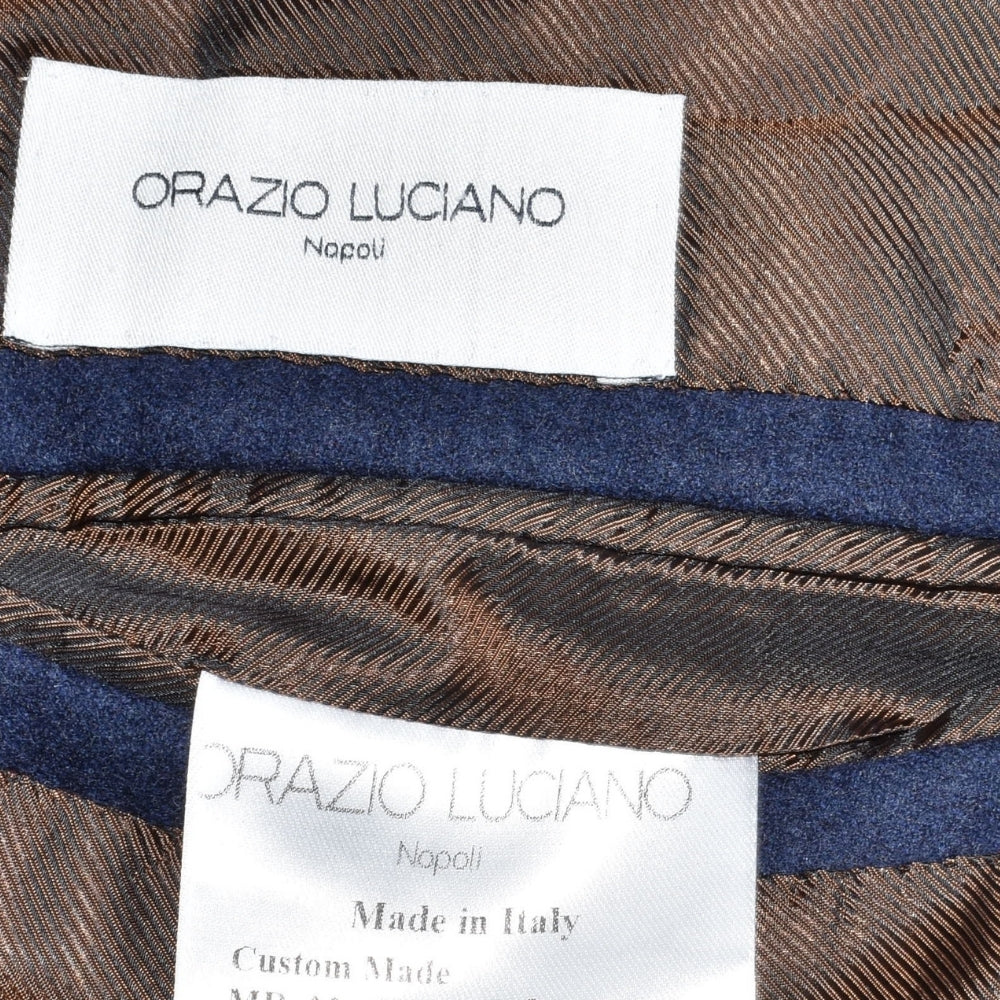 ORAZIO LUCIANO
Napoli
ORAZIO LUCIANO
Napoli
Made in Italy
Custom Made